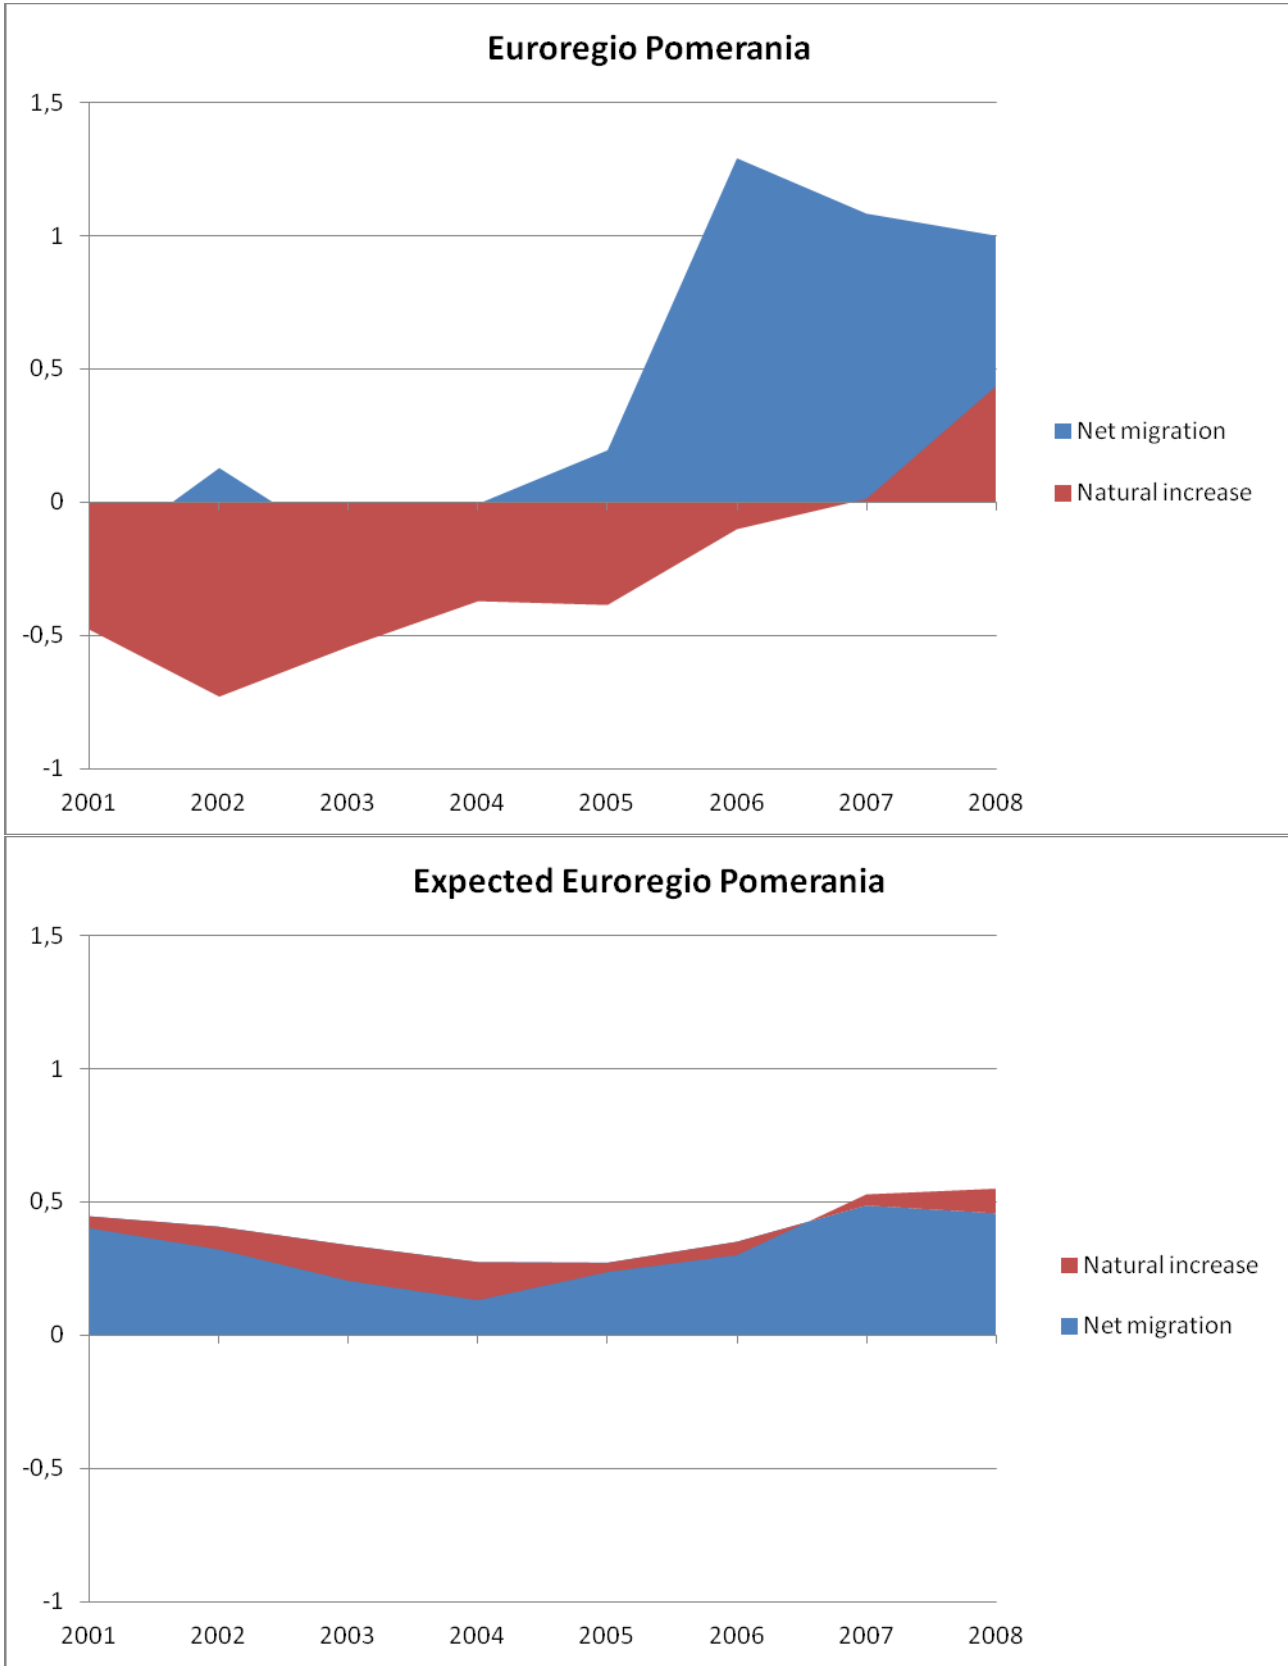 Euroregio Pomerania
1,5
1
0,5
0
-0,5
-1
2001 2002 2003 2004 2005 2006 2007 2008
Net migration
Natural increase
Expected Euroregio Pomerania
1,5
1
0,5
0
-0,5
-1
2001 2002 2003 2004 2005 2006 2007 2008
Natural increase
Net migration